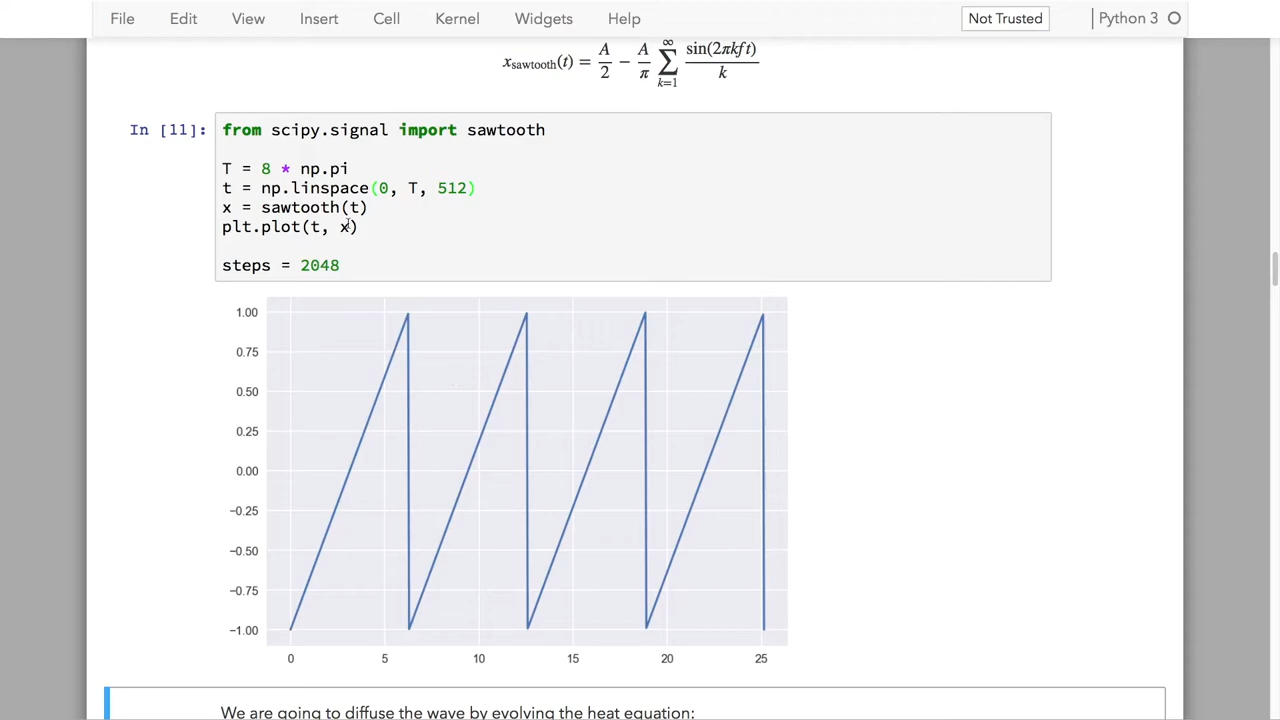 File Edit View Insert Cell Kernel Widgets Help Not Trusted Python 3
x_sawtooth(t) = A/2 − A/π ∑_{k=1}^{∞} sin(2πkft)/k
In [11]: from scipy.signal import sawtooth
T = 8 * np.pi
t = np.linspace(0, T, 512)
x = sawtooth(t)
plt.plot(t, x)
steps = 2048
1.00
0.75
0.50
0.25
0.00
−0.25
−0.50
−0.75
−1.00
0 5 10 15 20 25
We are going to diffuse the wave by evolving the heat equation: